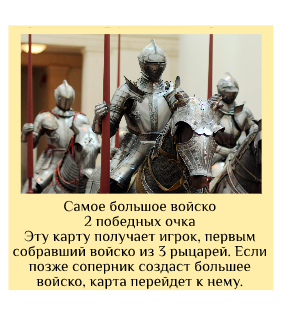 Самое большое войско
2 победных очка
Эту карту получает игрок, первым
собравший войско из 3 рыцарей. Если
позже соперник создаст большее
войско, карта перейдет к нему.